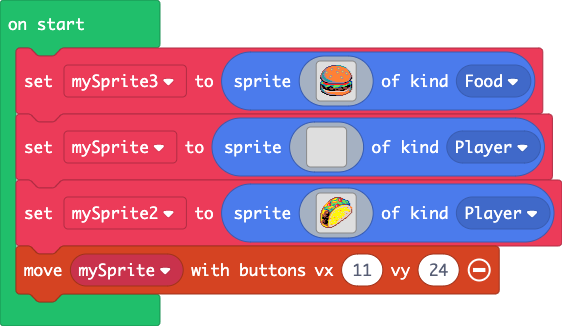 on start
set mySprite3 to sprite of kind Food
set mySprite to sprite of kind Player
set mySprite2 to sprite of kind Player
move mySprite with buttons vx 11 vy 24